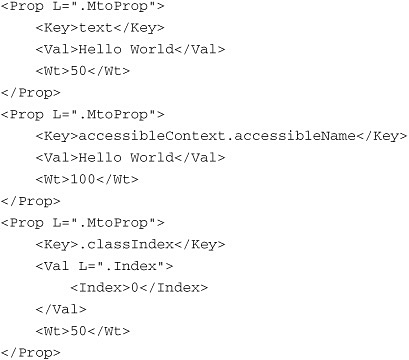 <Prop L=".MtoProp">
    <Key>text</Key>
    <Val>Hello World</Val>
    <Wt>50</Wt>
</Prop>
<Prop L=".MtoProp">
    <Key>accessibleContext.accessibleName</Key>
    <Val>Hello World</Val>
    <Wt>100</Wt>
</Prop>
<Prop L=".MtoProp">
    <Key>.classIndex</Key>
    <Val L=".Index">
        <Index>0</Index>
    </Val>
    <Wt>50</Wt>
</Prop>